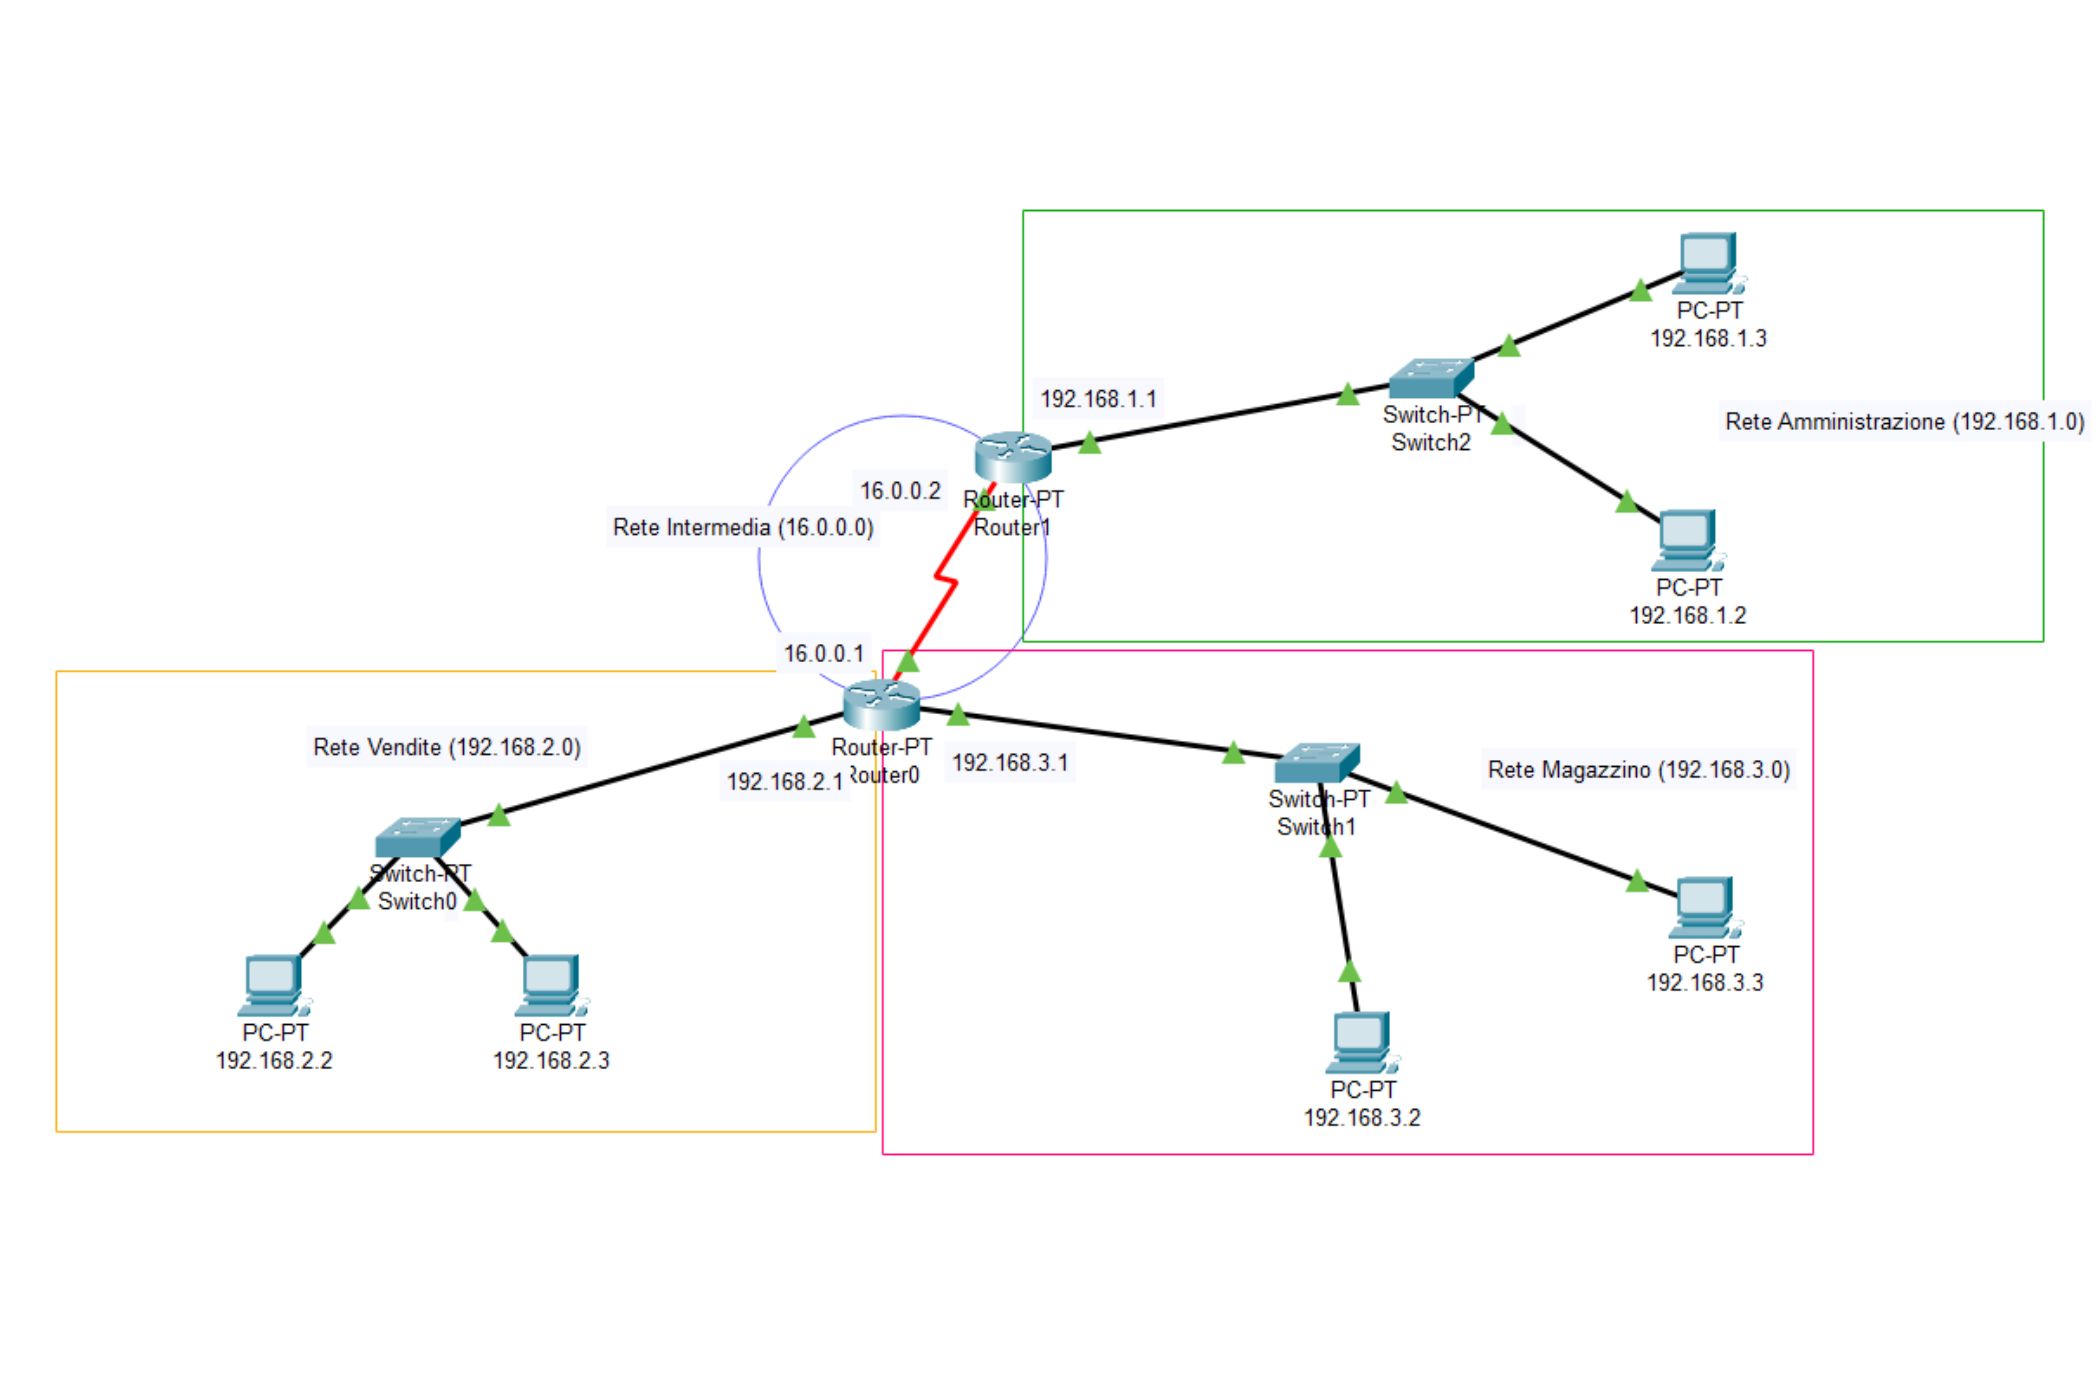 PC-PT
192.168.1.3
192.168.1.1
Switch-PT
Switch2
Rete Amministrazione (192.168.1.0)
16.0.0.2
Router-PT
Router1
Rete Intermedia (16.0.0.0)
PC-PT
192.168.1.2
16.0.0.1
Rete Vendite (192.168.2.0)
Router-PT
Router0
192.168.2.1
192.168.3.1
Rete Magazzino (192.168.3.0)
Switch-PT
Switch1
Switch-PT
Switch0
PC-PT
192.168.3.3
PC-PT
192.168.2.2
PC-PT
192.168.2.3
PC-PT
192.168.3.2